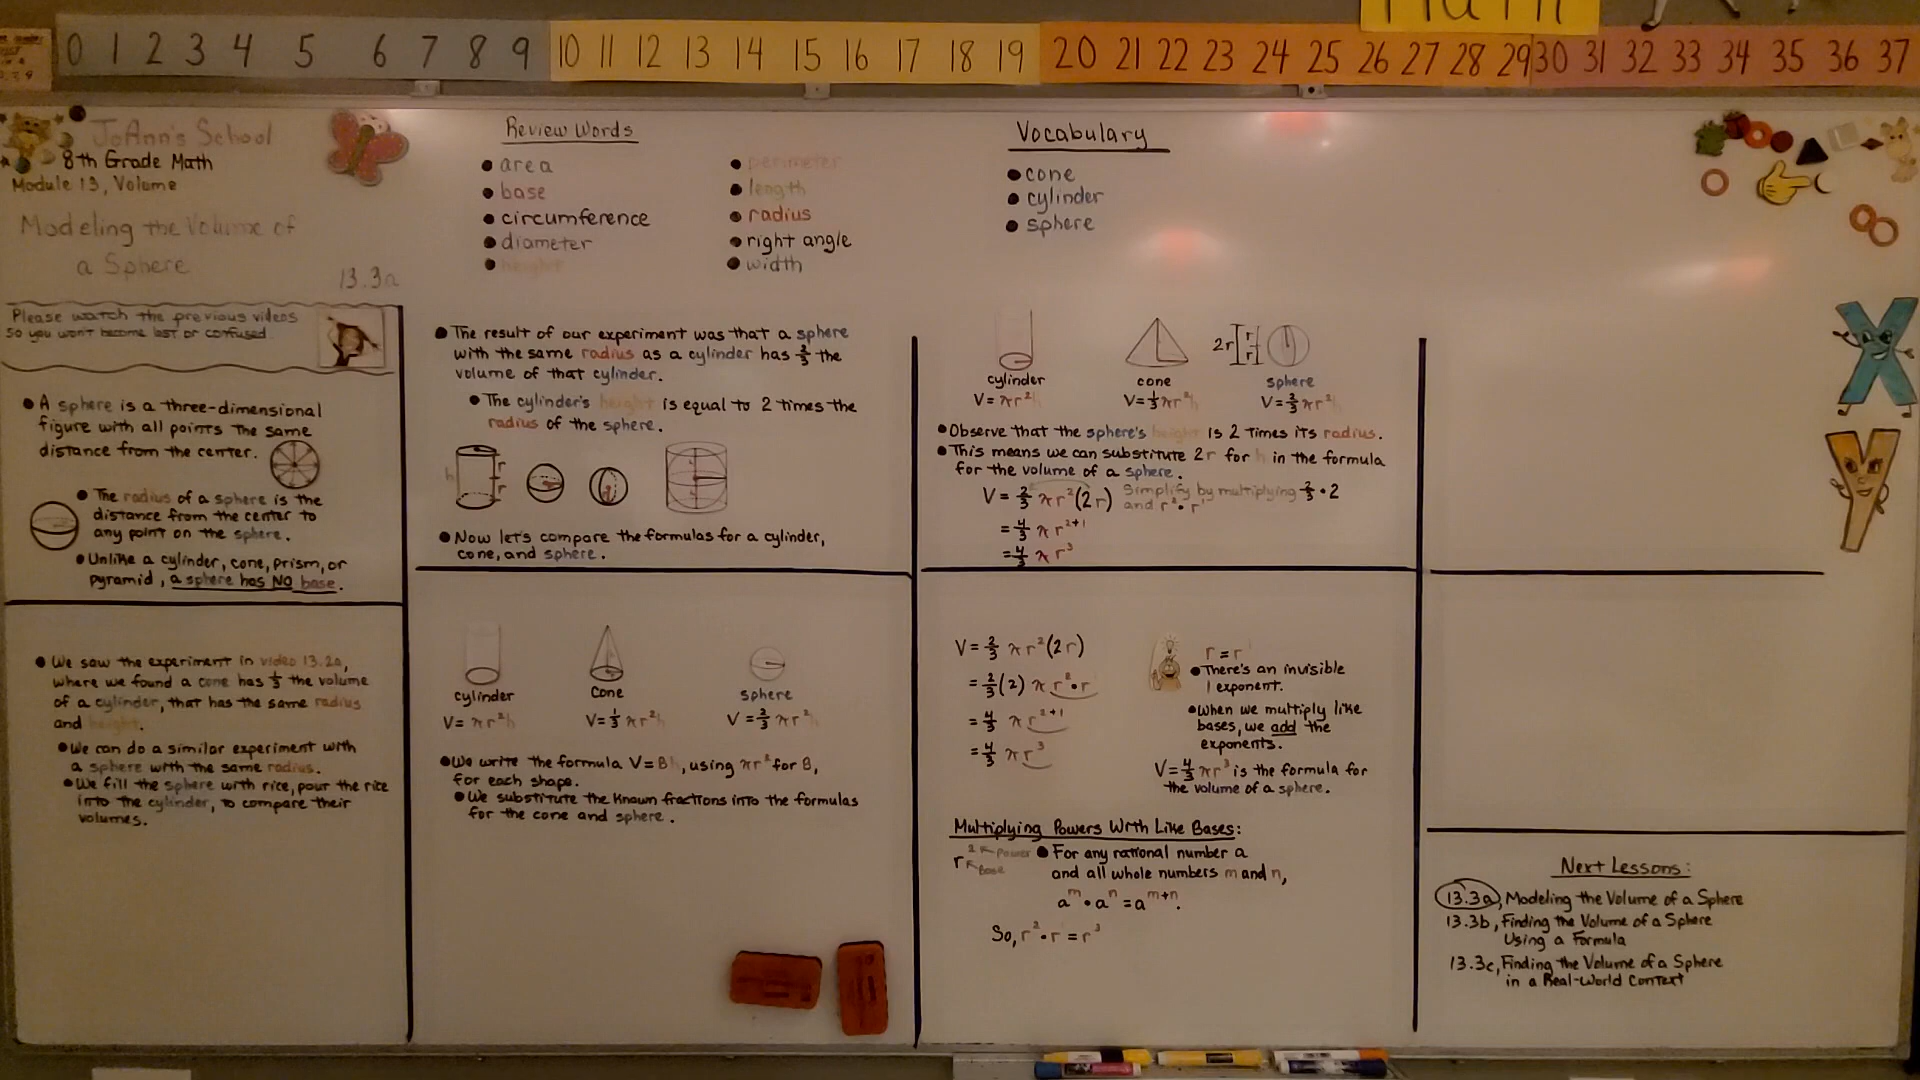 Math
0 1 2 3 4 5 6 7 8 9 10 11 12 13 14 15 16 17 18 19 20 21 22 23 24 25 26 27 28 29 30 31 32 33 34 35 36 37
JoAnn's School
8th Grade Math
Module 13, Volume
Modeling the Volume of
a Sphere
13.3a
Review Words
• area
• base
• circumference
• diameter
• height
• perimeter
• length
• radius
• right angle
• width
Vocabulary
• cone
• cylinder
• sphere
Please watch the previous videos
so you won't become lost or confused
• A sphere is a three-dimensional
figure with all points the same
distance from the center.
• The radius of a sphere is the
distance from the center to
any point on the sphere.
• Unlike a cylinder, cone, prism, or
pyramid, a sphere has NO base.
• We saw the experiment in video 13.2a,
where we found a cone has 1/3 the volume
of a cylinder, that has the same radius
and height.
• We can do a similar experiment with
a sphere with the same radius.
• We fill the sphere with rice, pour the rice
into the cylinder, to compare their
volumes.
• The result of our experiment was that a sphere
with the same radius as a cylinder has 2/3 the
volume of that cylinder.
• The cylinder's height is equal to 2 times the
radius of the sphere.
h r r
• Now let's compare the formulas for a cylinder,
cone, and sphere.
cylinder cone sphere
V = πr²h V = 1/3 πr²h V = 2/3 πr²h
• We write the formula V = Bh, using πr² for B,
for each shape.
• We substitute the known fractions into the formulas
for the cone and sphere.
2r r r
cylinder cone sphere
V = πr²h V = 1/3 πr²h V = 2/3 πr²h
• Observe that the sphere's height is 2 times its radius.
• This means we can substitute 2r for h in the formula
for the volume of a sphere.
V = 2/3 πr²(2r) Simplify by multiplying 2/3 • 2
and r² • r¹
= 4/3 πr²⁺¹
= 4/3 πr³
V = 2/3 πr²(2r)
= 2/3 (2) π r² • r
= 4/3 π r²⁺¹
= 4/3 π r³
r = r¹
• There's an invisible
1 exponent.
• When we multiply like
bases, we add the
exponents.
V = 4/3 πr³ is the formula for
the volume of a sphere.
Multiplying Powers With Like Bases:
r² Power
Base
• For any rational number a
and all whole numbers m and n,
aᵐ • aⁿ = aᵐ⁺ⁿ.
So, r² • r¹ = r³
Next Lessons:
13.3a, Modeling the Volume of a Sphere
13.3b, Finding the Volume of a Sphere
Using a Formula
13.3c, Finding the Volume of a Sphere
in a Real-World Context